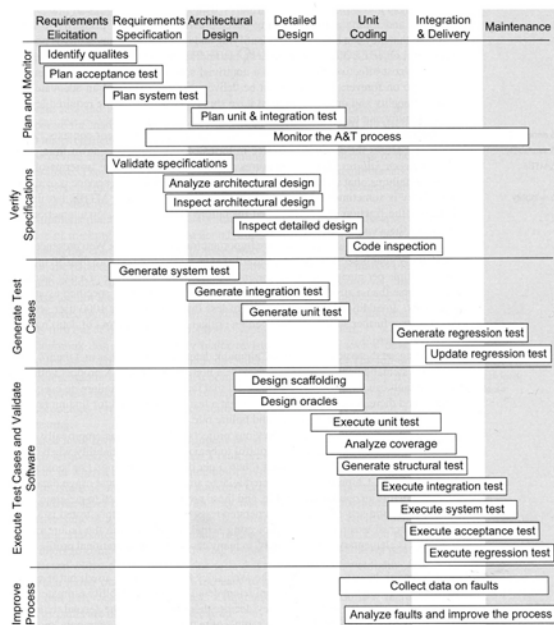 Requirements Elicitation
Requirements Specification
Architectural Design
Detailed Design
Unit Coding
Integration & Delivery
Maintenance
Plan and Monitor
Identify qualites
Plan acceptance test
Plan system test
Plan unit & integration test
Monitor the A&T process
Verify Specifications
Validate specifications
Analyze architectural design
Inspect architectural design
Inspect detailed design
Code inspection
Generate Test Cases
Generate system test
Generate integration test
Generate unit test
Generate regression test
Update regression test
Execute Test Cases and Validate Software
Design scaffolding
Design oracles
Execute unit test
Analyze coverage
Generate structural test
Execute integration test
Execute system test
Execute acceptance test
Execute regression test
Improve Process
Collect data on faults
Analyze faults and improve the process